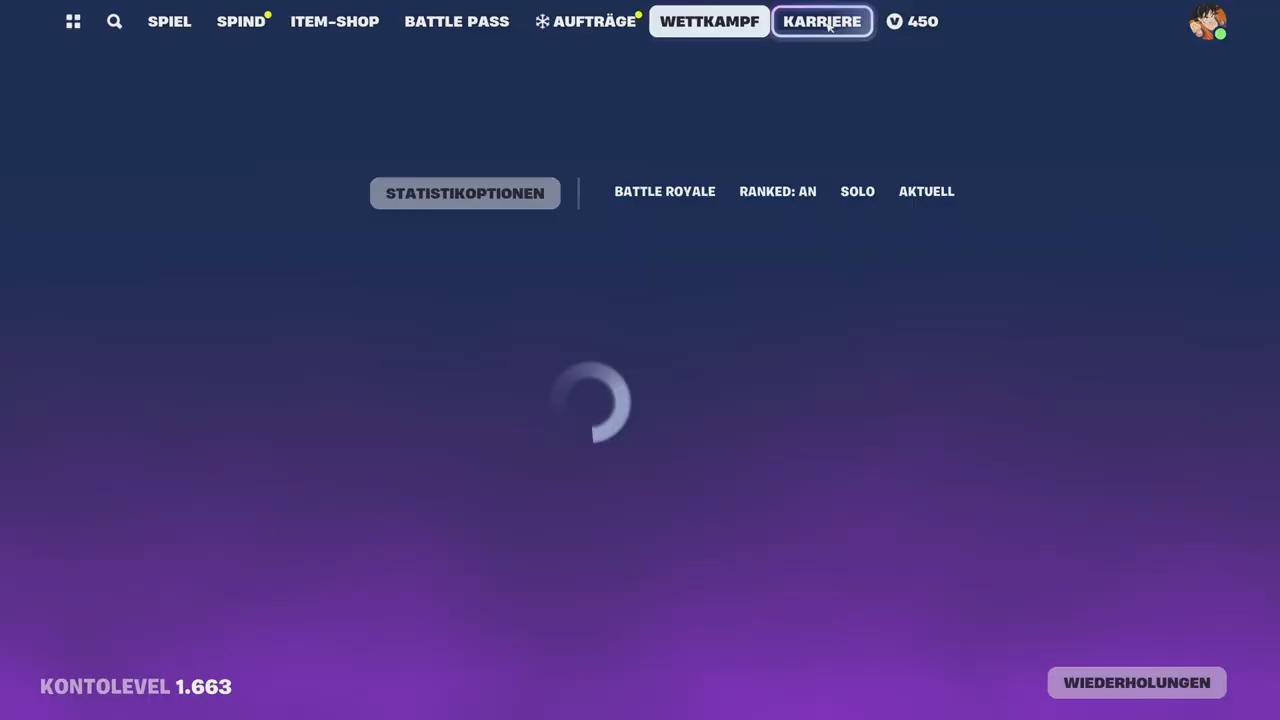 SPIEL SPIND ITEM-SHOP BATTLE PASS AUFTRÄGE WETTKAMPF KARRIERE 450
STATISTIKOPTIONEN BATTLE ROYALE RANKED: AN SOLO AKTUELL
KONTOLEVEL 1.663
WIEDERHOLUNGEN